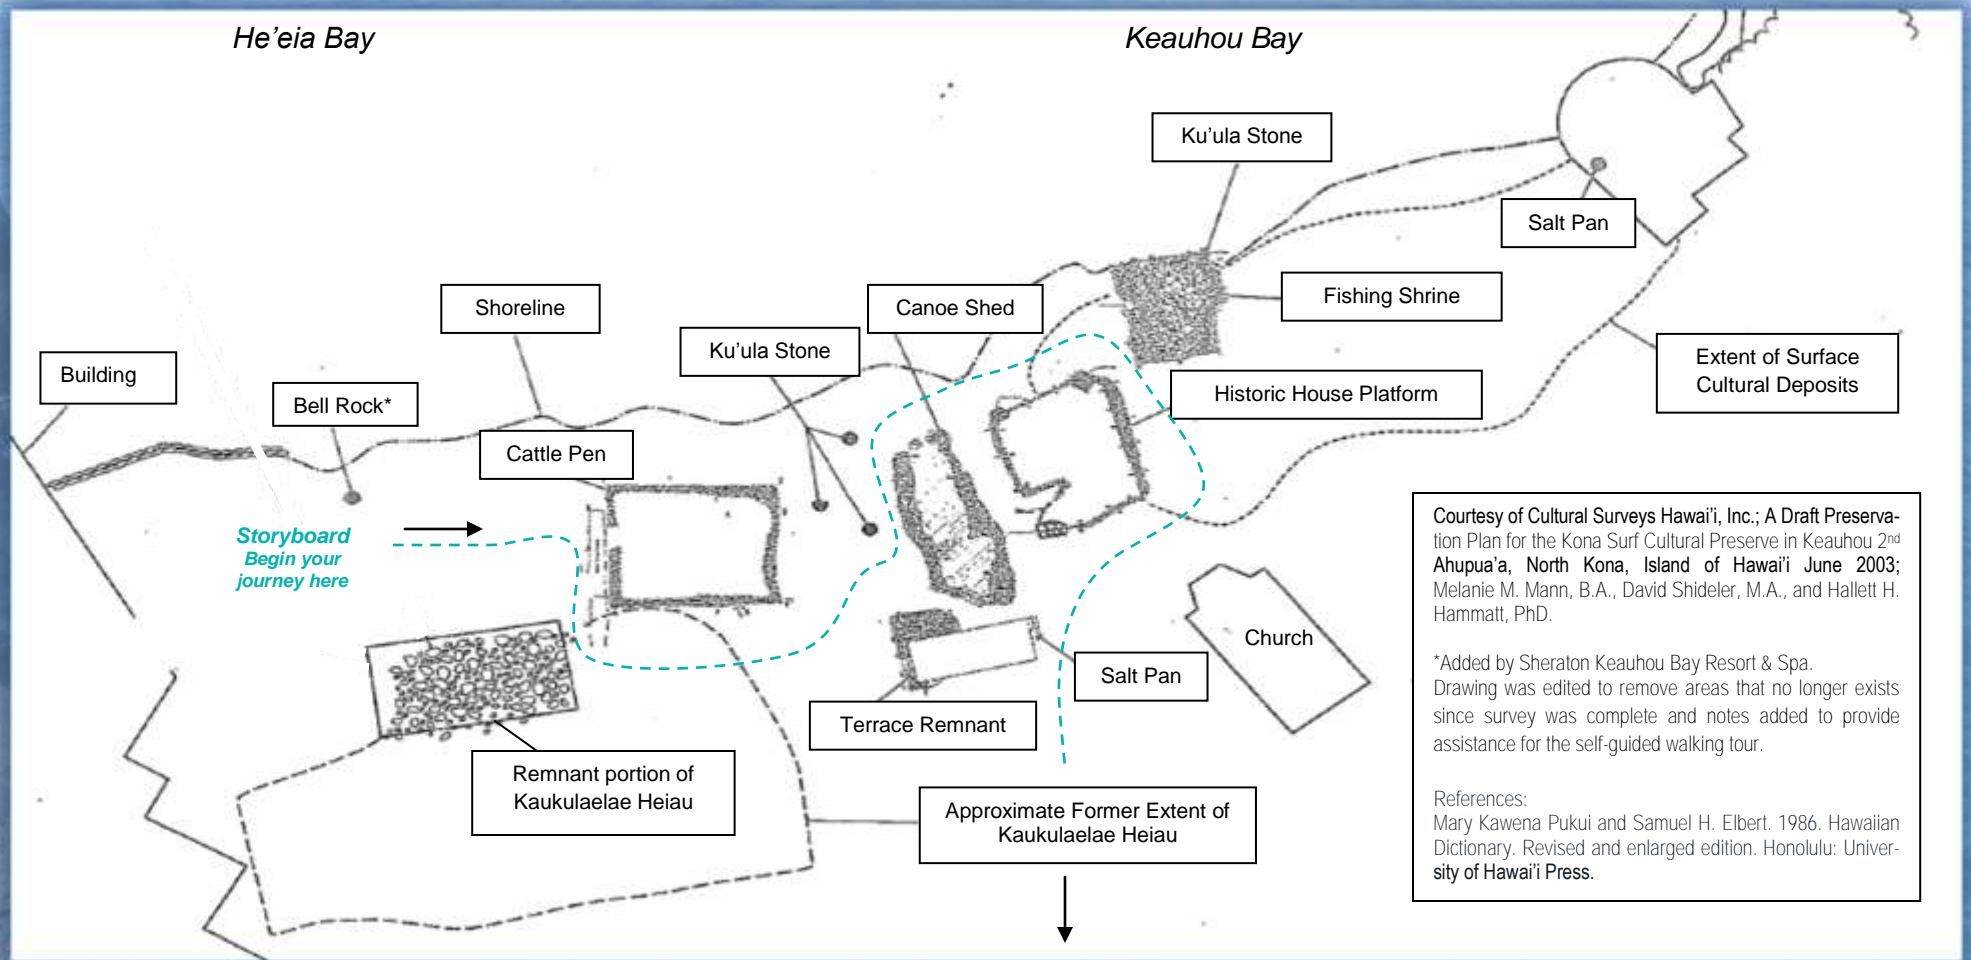 He’eia Bay
Keauhou Bay
Ku’ula Stone
Salt Pan
Shoreline
Canoe Shed
Fishing Shrine
Ku’ula Stone
Building
Bell Rock*
Extent of Surface
Cultural Deposits
Historic House Platform
Cattle Pen
Storyboard
Begin your
journey here
Church
Salt Pan
Terrace Remnant
Remnant portion of
Kaukulaelae Heiau
Approximate Former Extent of
Kaukulaelae Heiau
Courtesy of Cultural Surveys Hawai’i, Inc.; A Draft Preserva-
tion Plan for the Kona Surf Cultural Preserve in Keauhou 2nd
Ahupua’a, North Kona, Island of Hawai’i June 2003;
Melanie M. Mann, B.A., David Shideler, M.A., and Hallett H.
Hammatt, PhD.
*Added by Sheraton Keauhou Bay Resort & Spa.
Drawing was edited to remove areas that no longer exists
since survey was complete and notes added to provide
assistance for the self-guided walking tour.
References:
Mary Kawena Pukui and Samuel H. Elbert. 1986. Hawaiian
Dictionary. Revised and enlarged edition. Honolulu: Univer-
sity of Hawai’i Press.